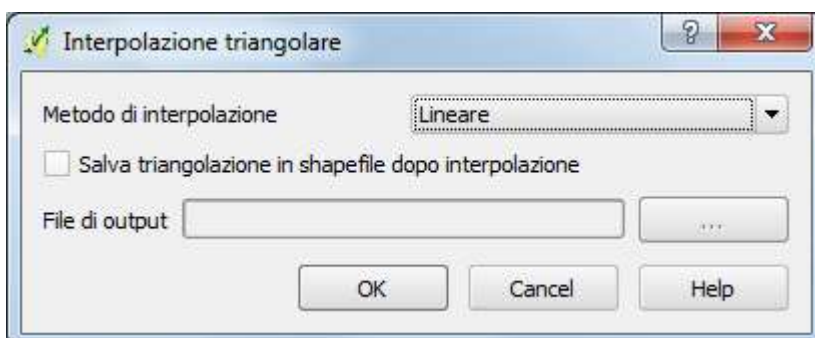 Interpolazione triangolare
Metodo di interpolazione Lineare
Salva triangolazione in shapefile dopo interpolazione
File di output ...
OK Cancel Help